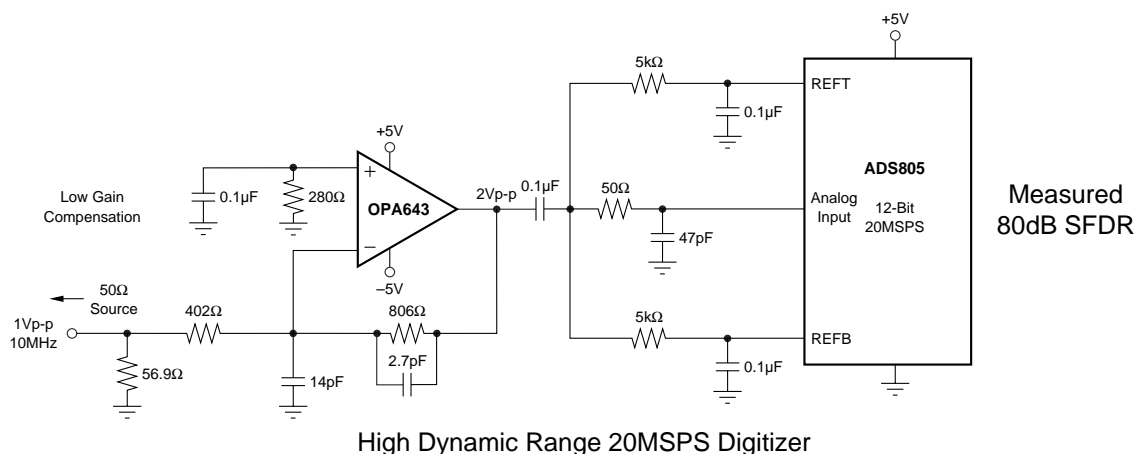 +5V
5kΩ
REFT
0.1µF
+5V
+
ADS805
2Vp-p
0.1µF
50Ω
Low Gain
Compensation
0.1µF
280Ω
OPA643
Analog
Input
12-Bit
20MSPS
Measured
80dB SFDR
−
47pF
–5V
50Ω
Source
402Ω
806Ω
5kΩ
1Vp-p
10MHz
REFB
2.7pF
56.9Ω
14pF
0.1µF
High Dynamic Range 20MSPS Digitizer